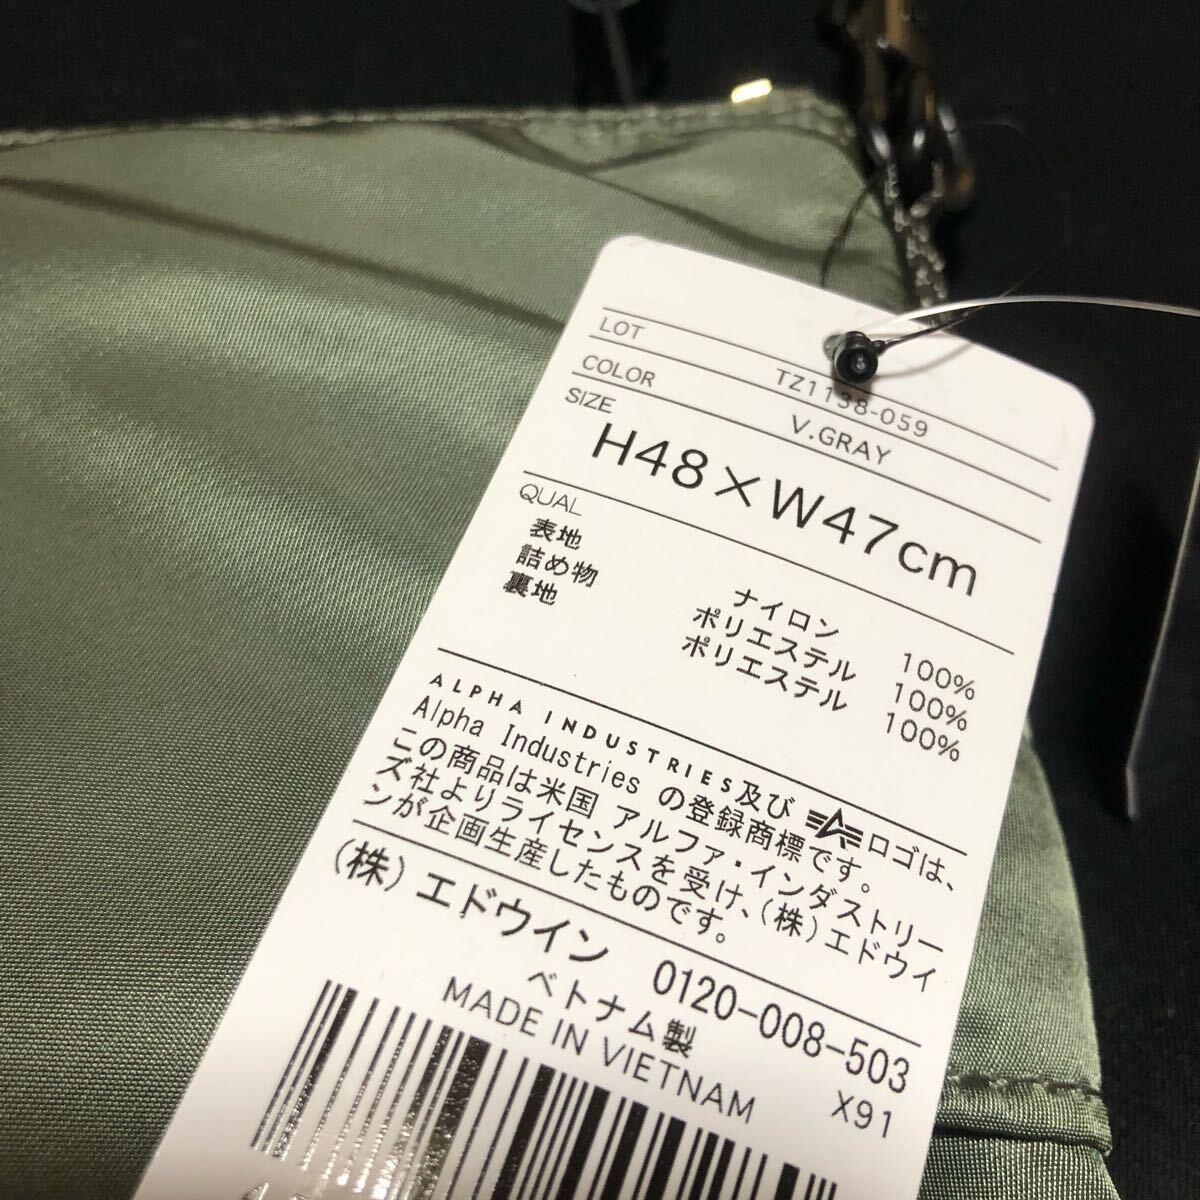 LOT TZ1138-059
COLOR V.GRAY
SIZE
H48×W47cm
QUAL
表地 ナイロン 100%
詰め物 ポリエステル 100%
裏地 ポリエステル 100%
ALPHA INDUSTRIES及び ロゴは、
Alpha Industries の登録商標です。
この商品は米国 アルファ・インダストリー
ズ社よりライセンスを受け、(株)エドウイ
ンが企画生産したものです。
(株)エドウイン 0120-008-503
ベトナム製
MADE IN VIETNAM X91